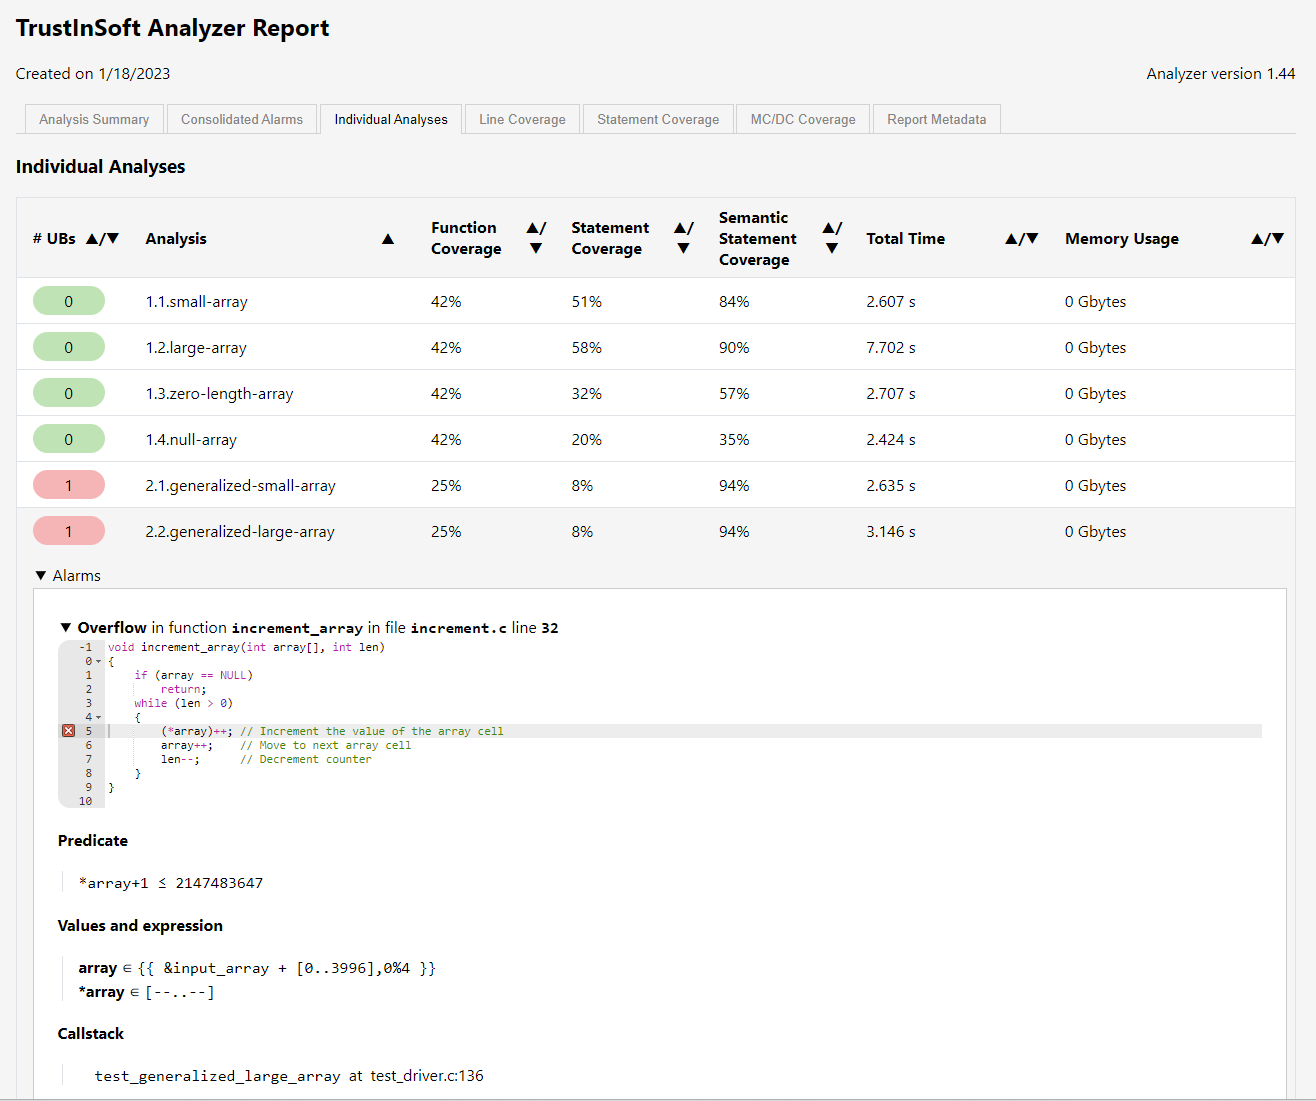 TrustInSoft Analyzer Report
Created on 1/18/2023 Analyzer version 1.44
Analysis Summary Consolidated Alarms Individual Analyses Line Coverage Statement Coverage MC/DC Coverage Report Metadata
Individual Analyses
# UBs ▲/▼ Analysis ▲ Function Coverage ▲/▼ Statement Coverage ▲/▼ Semantic Statement Coverage ▲/▼ Total Time ▲/▼ Memory Usage ▲/▼
0 1.1.small-array 42% 51% 84% 2.607 s 0 Gbytes
0 1.2.large-array 42% 58% 90% 7.702 s 0 Gbytes
0 1.3.zero-length-array 42% 32% 57% 2.707 s 0 Gbytes
0 1.4.null-array 42% 20% 35% 2.424 s 0 Gbytes
1 2.1.generalized-small-array 25% 8% 94% 2.635 s 0 Gbytes
1 2.2.generalized-large-array 25% 8% 94% 3.146 s 0 Gbytes
▼ Alarms
▼ Overflow in function increment_array in file increment.c line 32
-1 void increment_array(int array[], int len)
0 {
1 if (array == NULL)
2 return;
3 while (len > 0)
4 {
5 (*array)++; // Increment the value of the array cell
6 array++; // Move to next array cell
7 len--; // Decrement counter
8 }
9 }
10
Predicate
*array+1 ≤ 2147483647
Values and expression
array ∈ {{ &input_array + [0..3996],0%4 }}
*array ∈ [--..--]
Callstack
test_generalized_large_array at test_driver.c:136